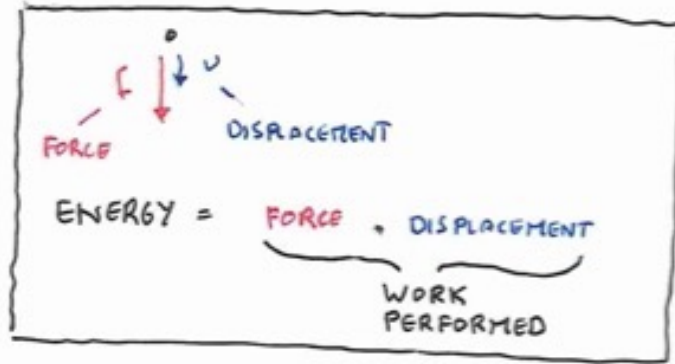 f u
FORCE DISPLACEMENT
ENERGY = FORCE . DISPLACEMENT
WORK
PERFORMED